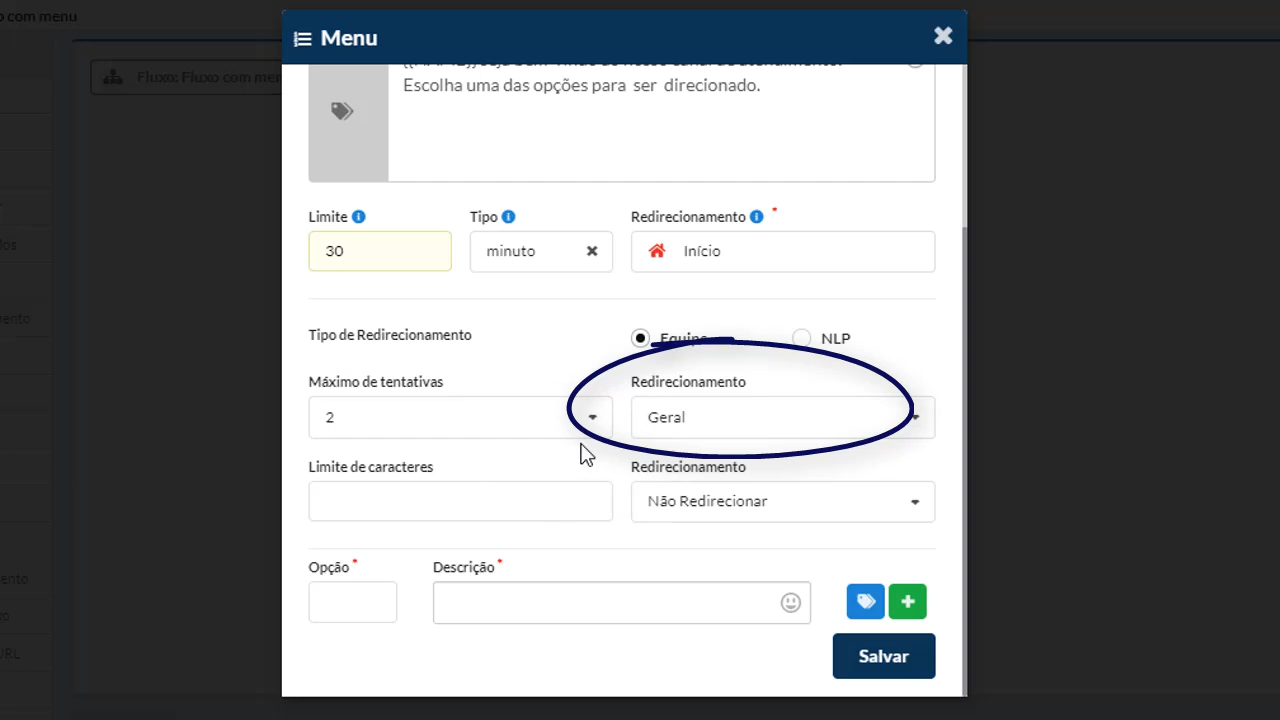 com menu
Menu
Fluxo: Fluxo com mer
Escolha uma das opções para ser direcionado.
Limite
Tipo
Redirecionamento *
30
minuto
Início
Tipo de Redirecionamento
Equipe
NLP
Máximo de tentativas
Redirecionamento
2
Geral
Limite de caracteres
Redirecionamento
Não Redirecionar
Opção *
Descrição *
Salvar